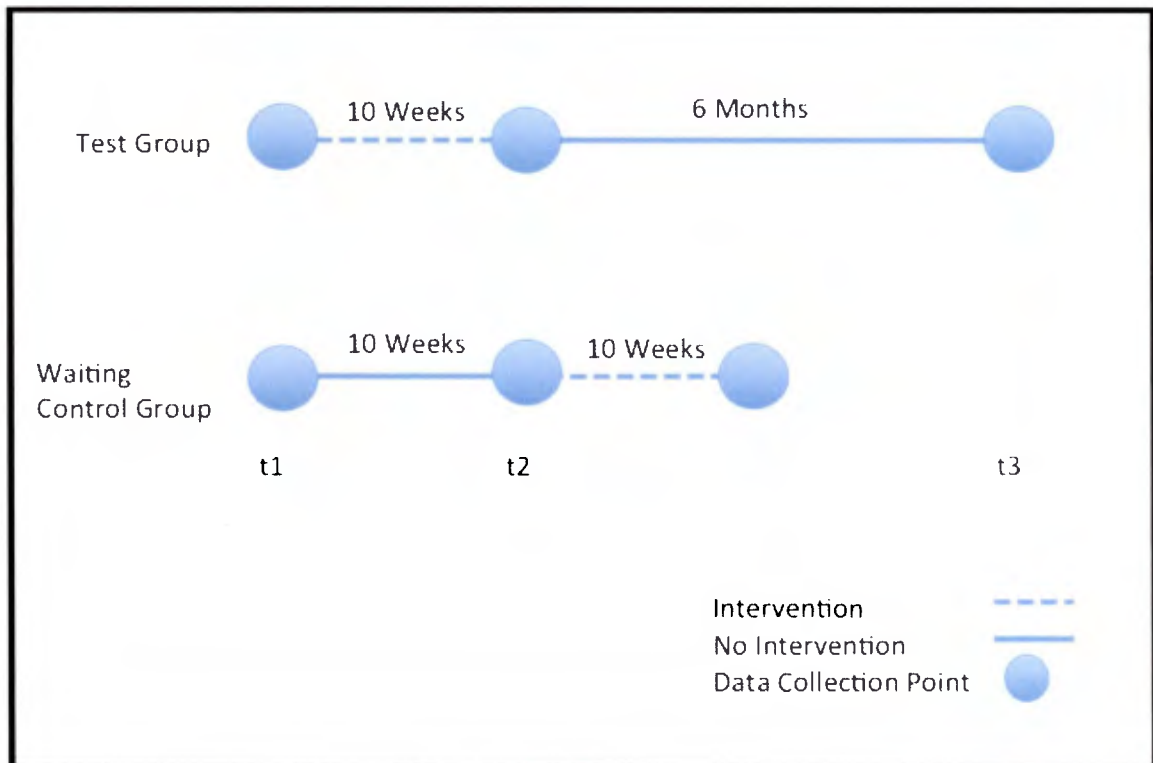 10 Weeks
6 Months
Test Group
10 Weeks
10 Weeks
Waiting
Control Group
t1
t2
t3
Intervention
No Intervention
Data Collection Point